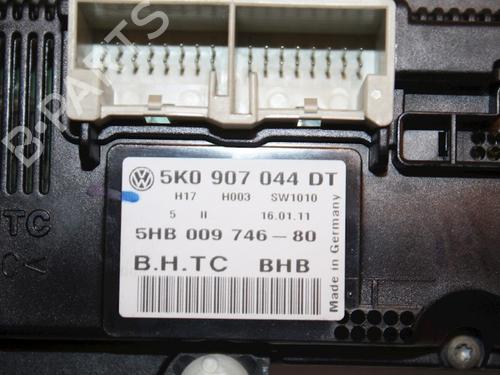 B-PARTS
5K0 907 044 DT
H17 H003 SW1010
5 II 16.01.11
5HB 009 746-80
B.H.TC BHB
Made in Germany
TC